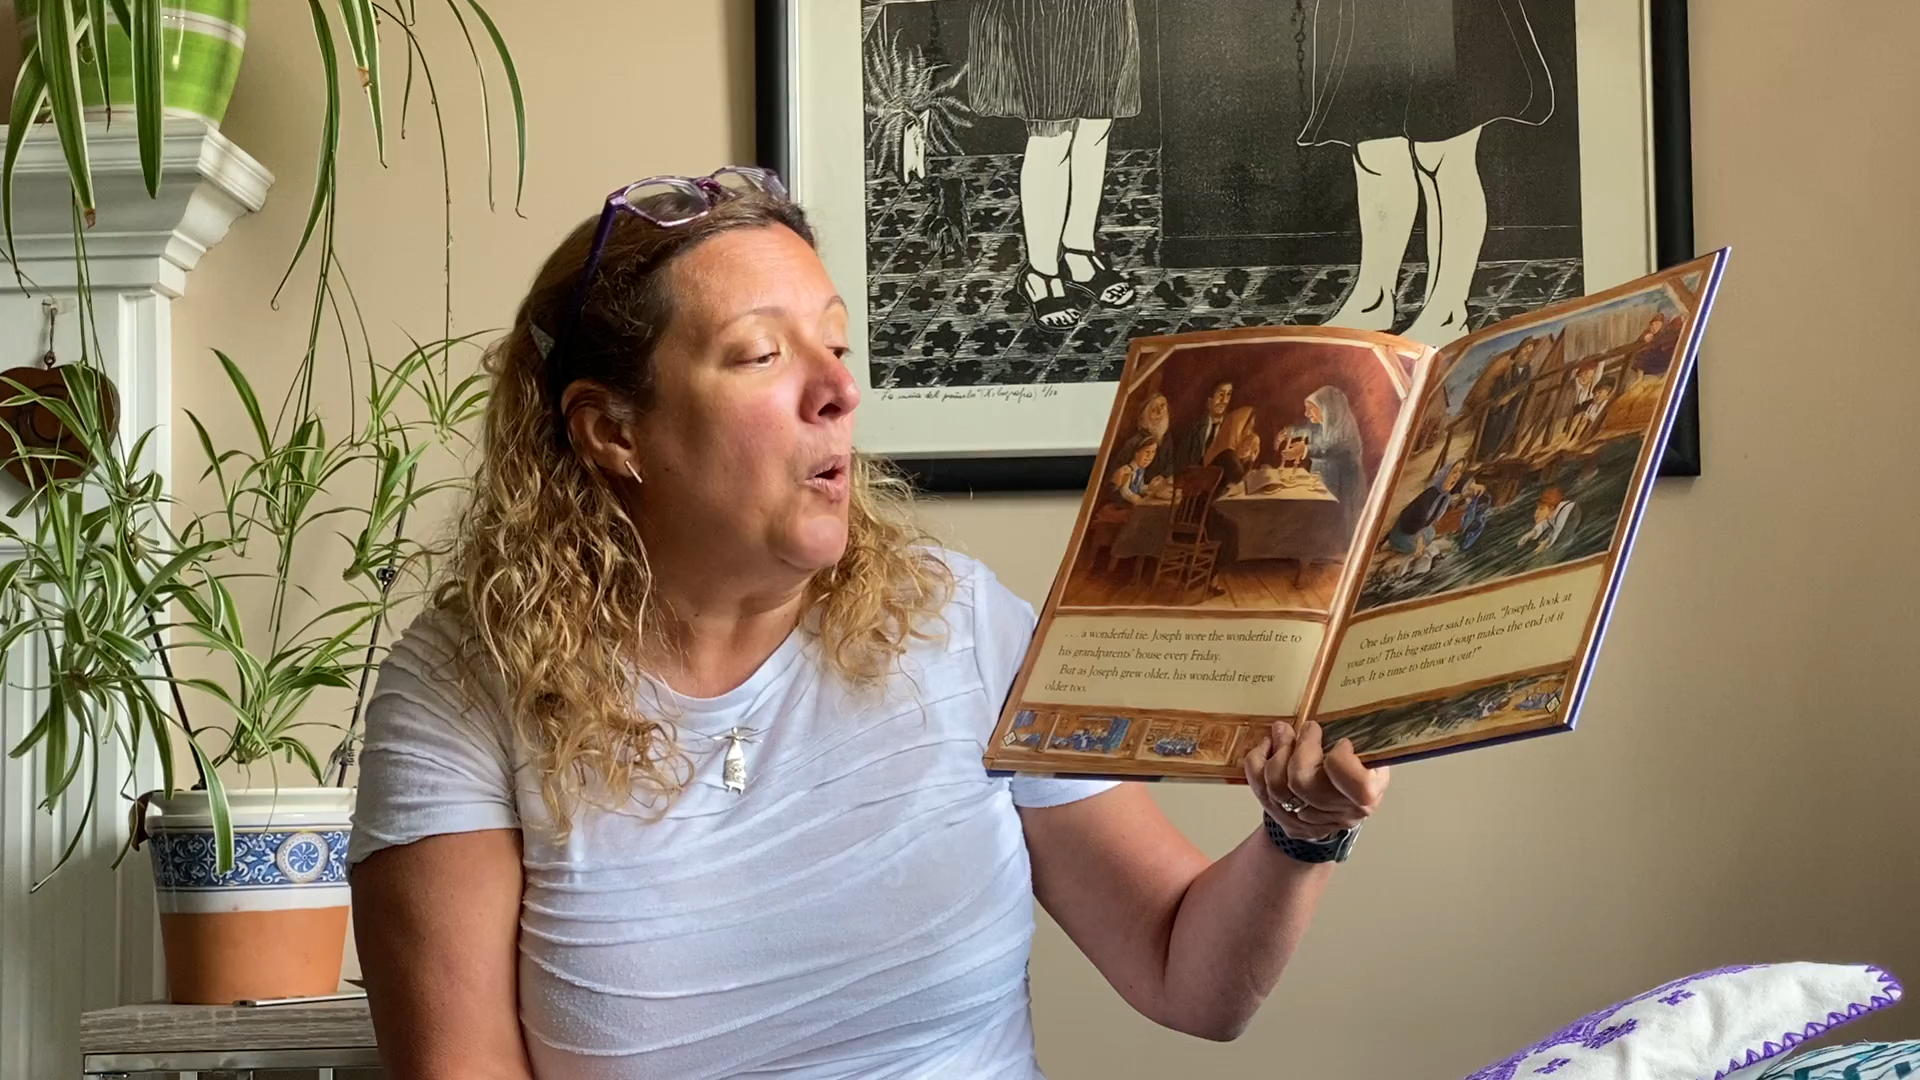 . . . a wonderful tie. Joseph wore the wonderful tie to
his grandparents' house every Friday.
But as Joseph grew older, his wonderful tie grew
older too.
One day his mother said to him, "Joseph, look at
your tie! This big stain of soup makes the end of it
droop. It is time to throw it out!"